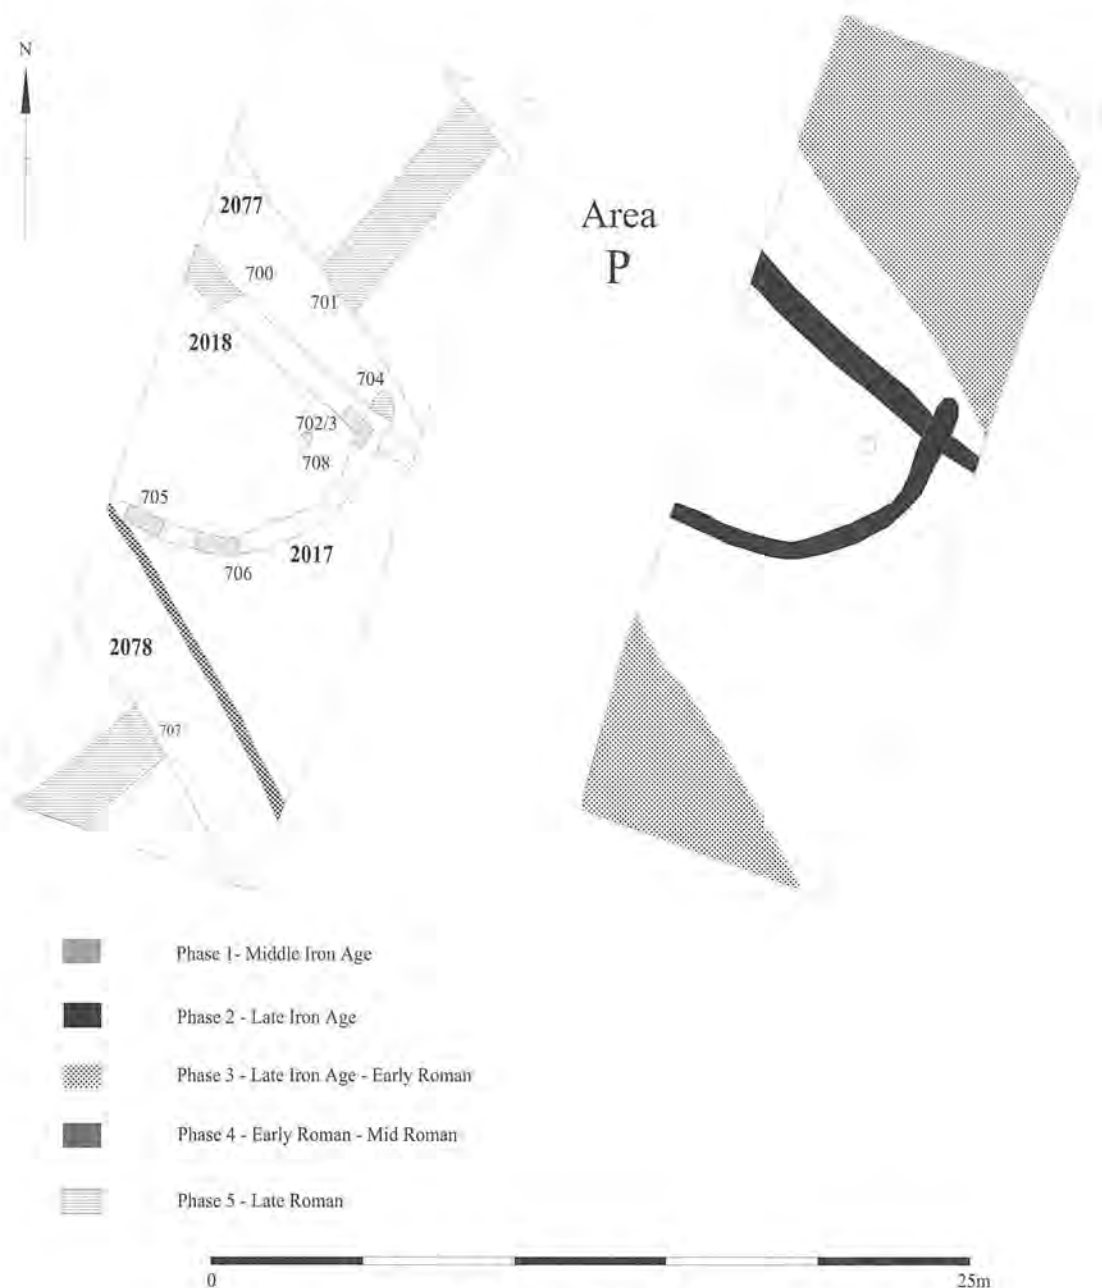 N
2077
Area
P
700
701
2018
704
702/3
708
705
2017
706
2078
707
Phase 1- Middle Iron Age
Phase 2 - Late Iron Age
Phase 3 - Late Iron Age - Early Roman
Phase 4 - Early Roman - Mid Roman
Phase 5 - Late Roman
0
25m